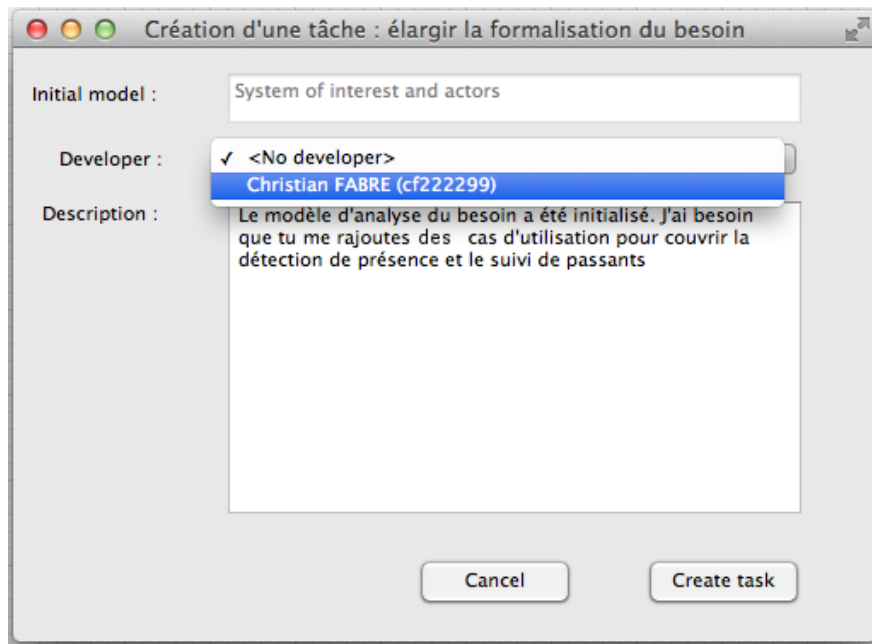 Création d'une tâche : élargir la formalisation du besoin
Initial model :
System of interest and actors
Developer :
✓ <No developer>
Christian FABRE (cf222299)
Description :
Le modèle d'analyse du besoin a été initialisé. J'ai besoin
que tu me rajoutes des cas d'utilisation pour couvrir la
détection de présence et le suivi de passants
Cancel
Create task